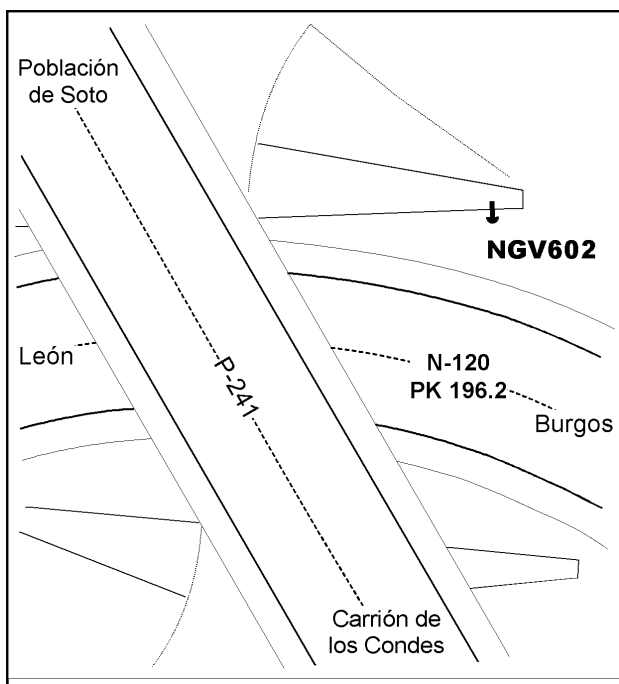 Población
de Soto
NGV602
León
P-241
N-120
PK 196.2
Burgos
Carrión de
los Condes